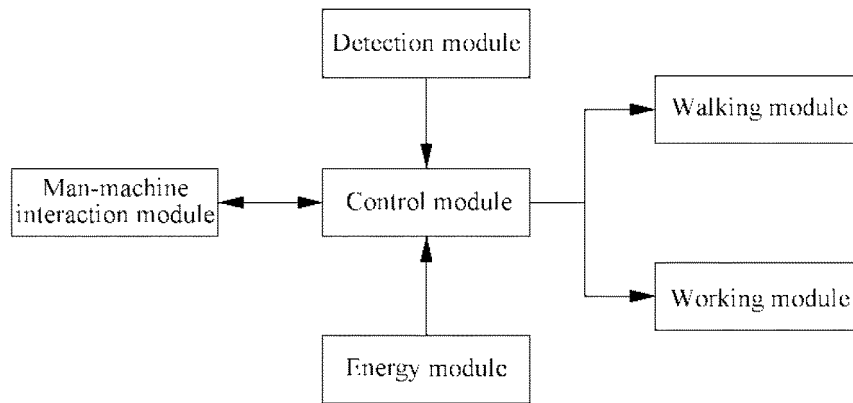 Detection module
Walking module
Man-machine
interaction module
Control module
Working module
Energy module